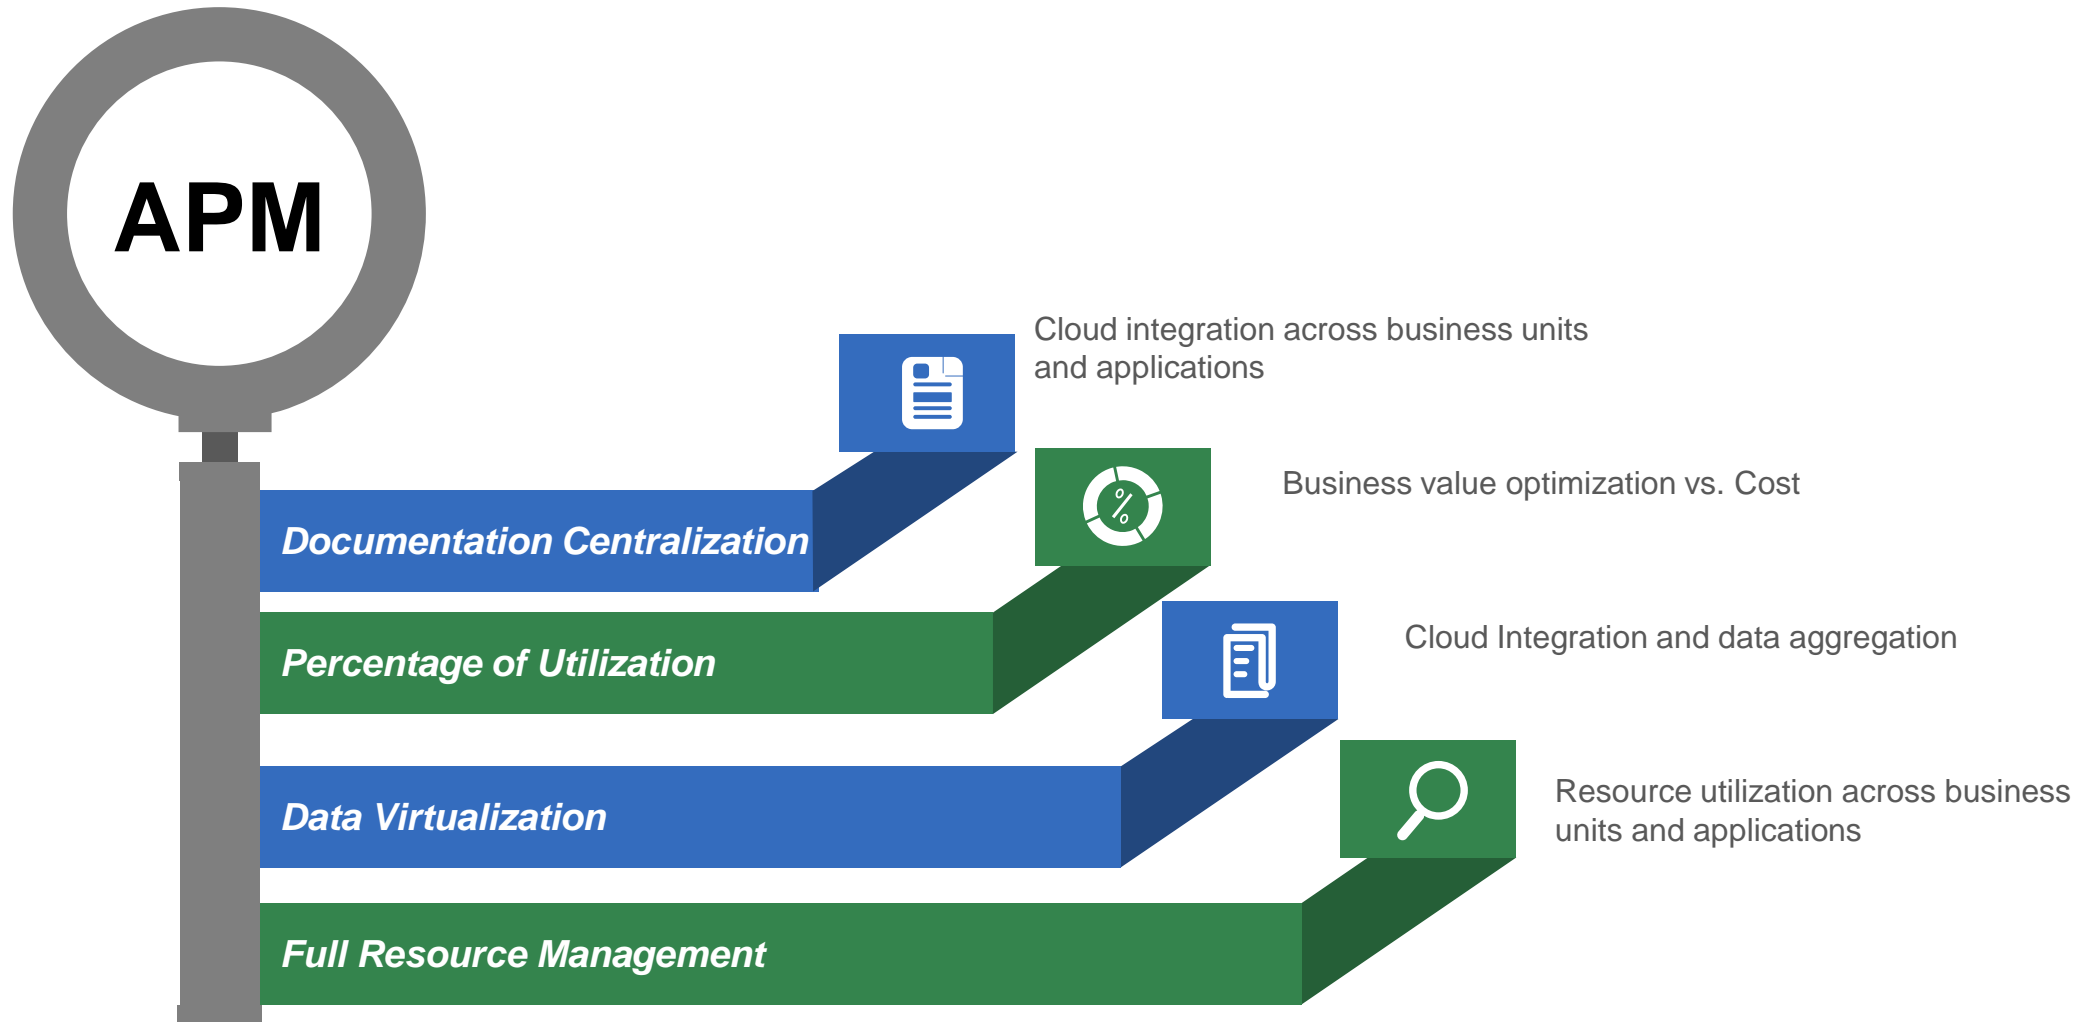 APM
Cloud integration across business units
and applications
Documentation Centralization
Business value optimization vs. Cost
%
Percentage of Utilization
Cloud Integration and data aggregation
Data Virtualization
Resource utilization across business
units and applications
Full Resource Management